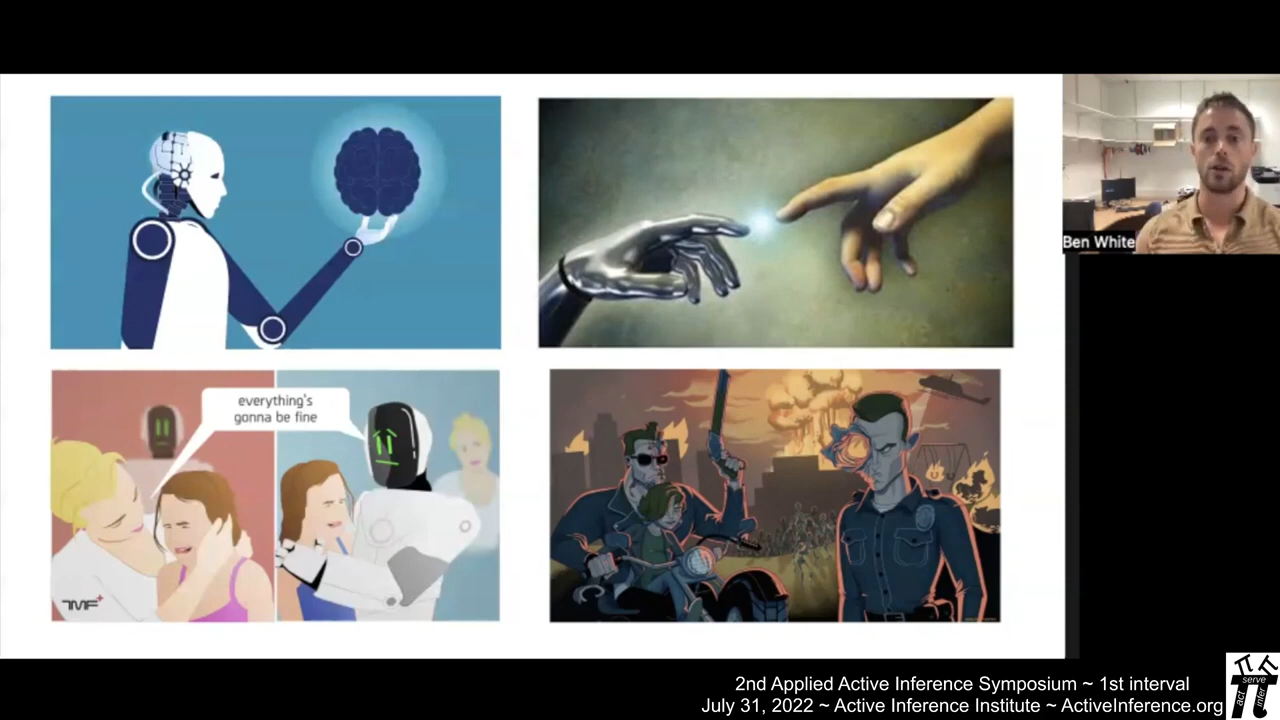 everything's
gonna be fine
TMF+
Ben White
2nd Applied Active Inference Symposium ~ 1st interval
July 31, 2022 ~ Active Inference Institute ~ ActiveInference.org
serve
act
infer